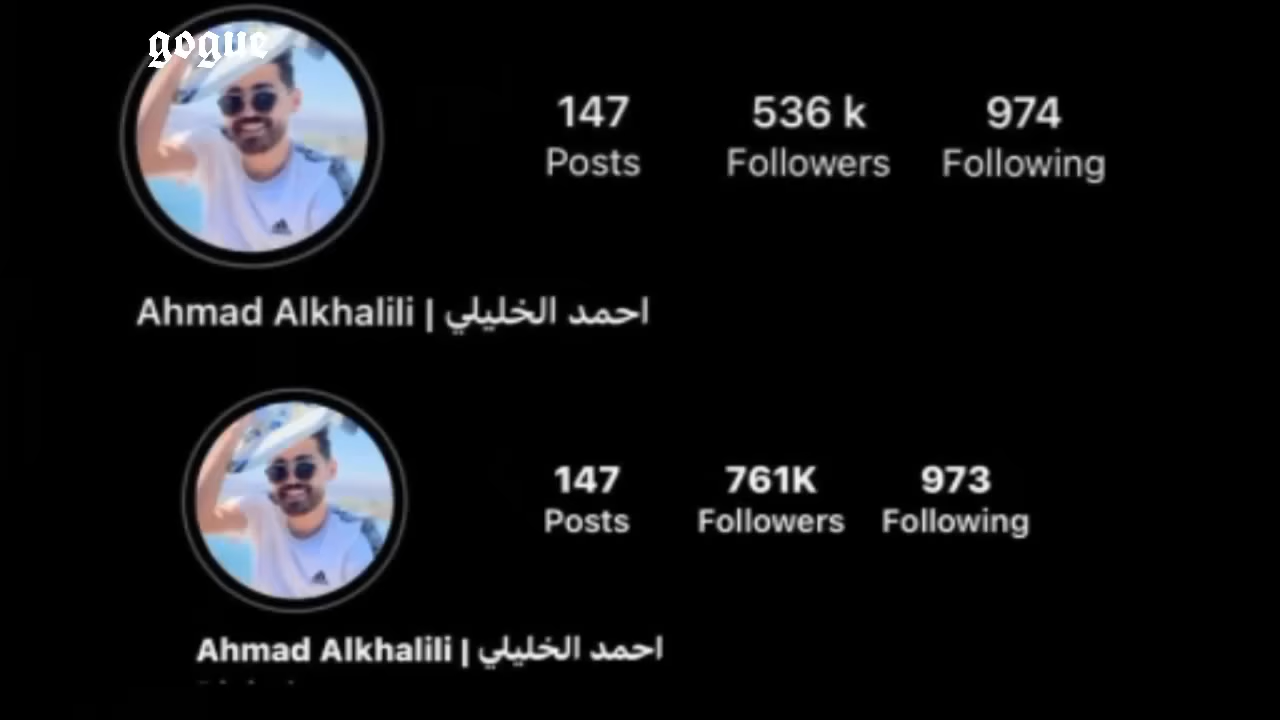 gogue
147 536 k 974
Posts Followers Following
Ahmad Alkhalili | احمد الخليلي
147 761K 973
Posts Followers Following
Ahmad Alkhalili | احمد الخليلي